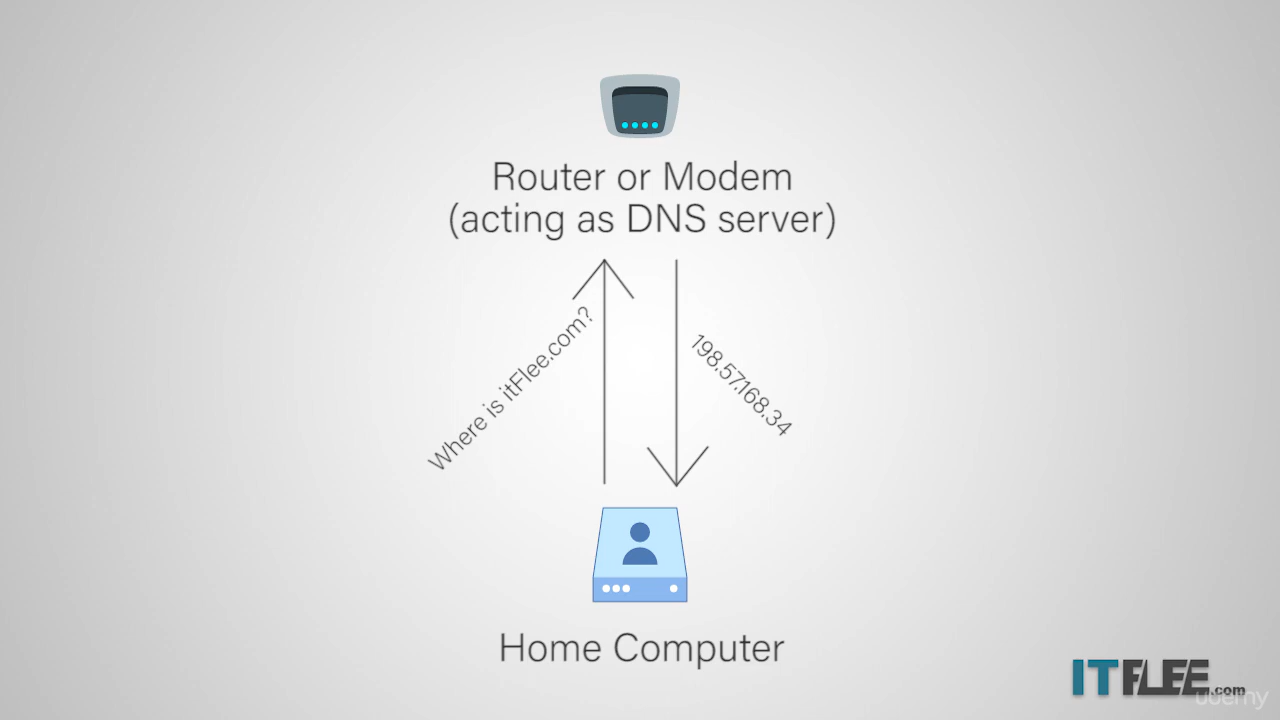 Router or Modem
(acting as DNS server)
Where is itFlee.com?
198.57.168.34
Home Computer
ITFLEE.com
udemy